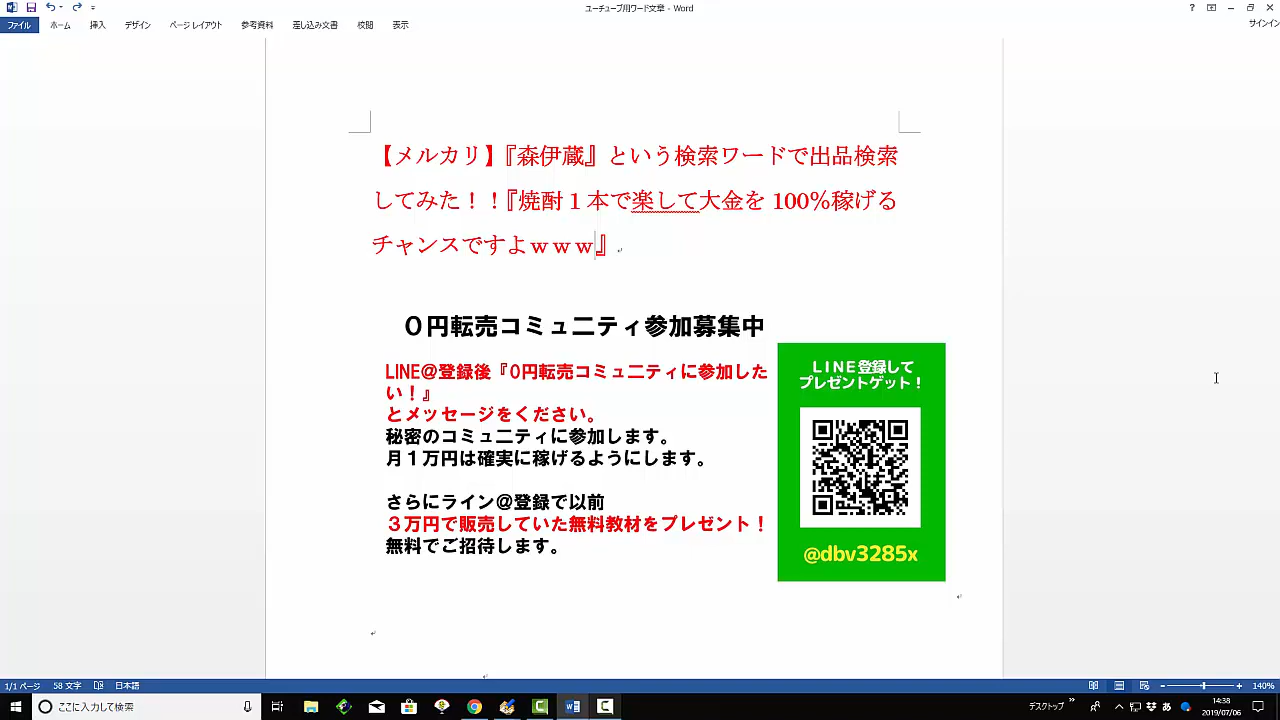 ユーチューブ用ワード文章 - Word
サインイン
ファイル ホーム 挿入 デザイン ページ レイアウト 参考資料 差し込み文書 校閲 表示
【メルカリ】『森伊蔵』という検索ワードで出品検索
してみた！！『焼酎１本で楽して大金を 100％稼げる
チャンスですよｗｗｗ』
０円転売コミュニティ参加募集中
LINE@登録後『0円転売コミュニティに参加した
い！』
とメッセージをください。
秘密のコミュニティに参加します。
月１万円は確実に稼げるようにします。
さらにライン@登録で以前
３万円で販売していた無料教材をプレゼント！
無料でご招待します。
LINE登録して
プレゼントゲット！
@dbv3285x
1/1 ページ 58 文字 日本語 140%
ここに入力して検索
デスクトップ
あ
14:38
2019/07/06